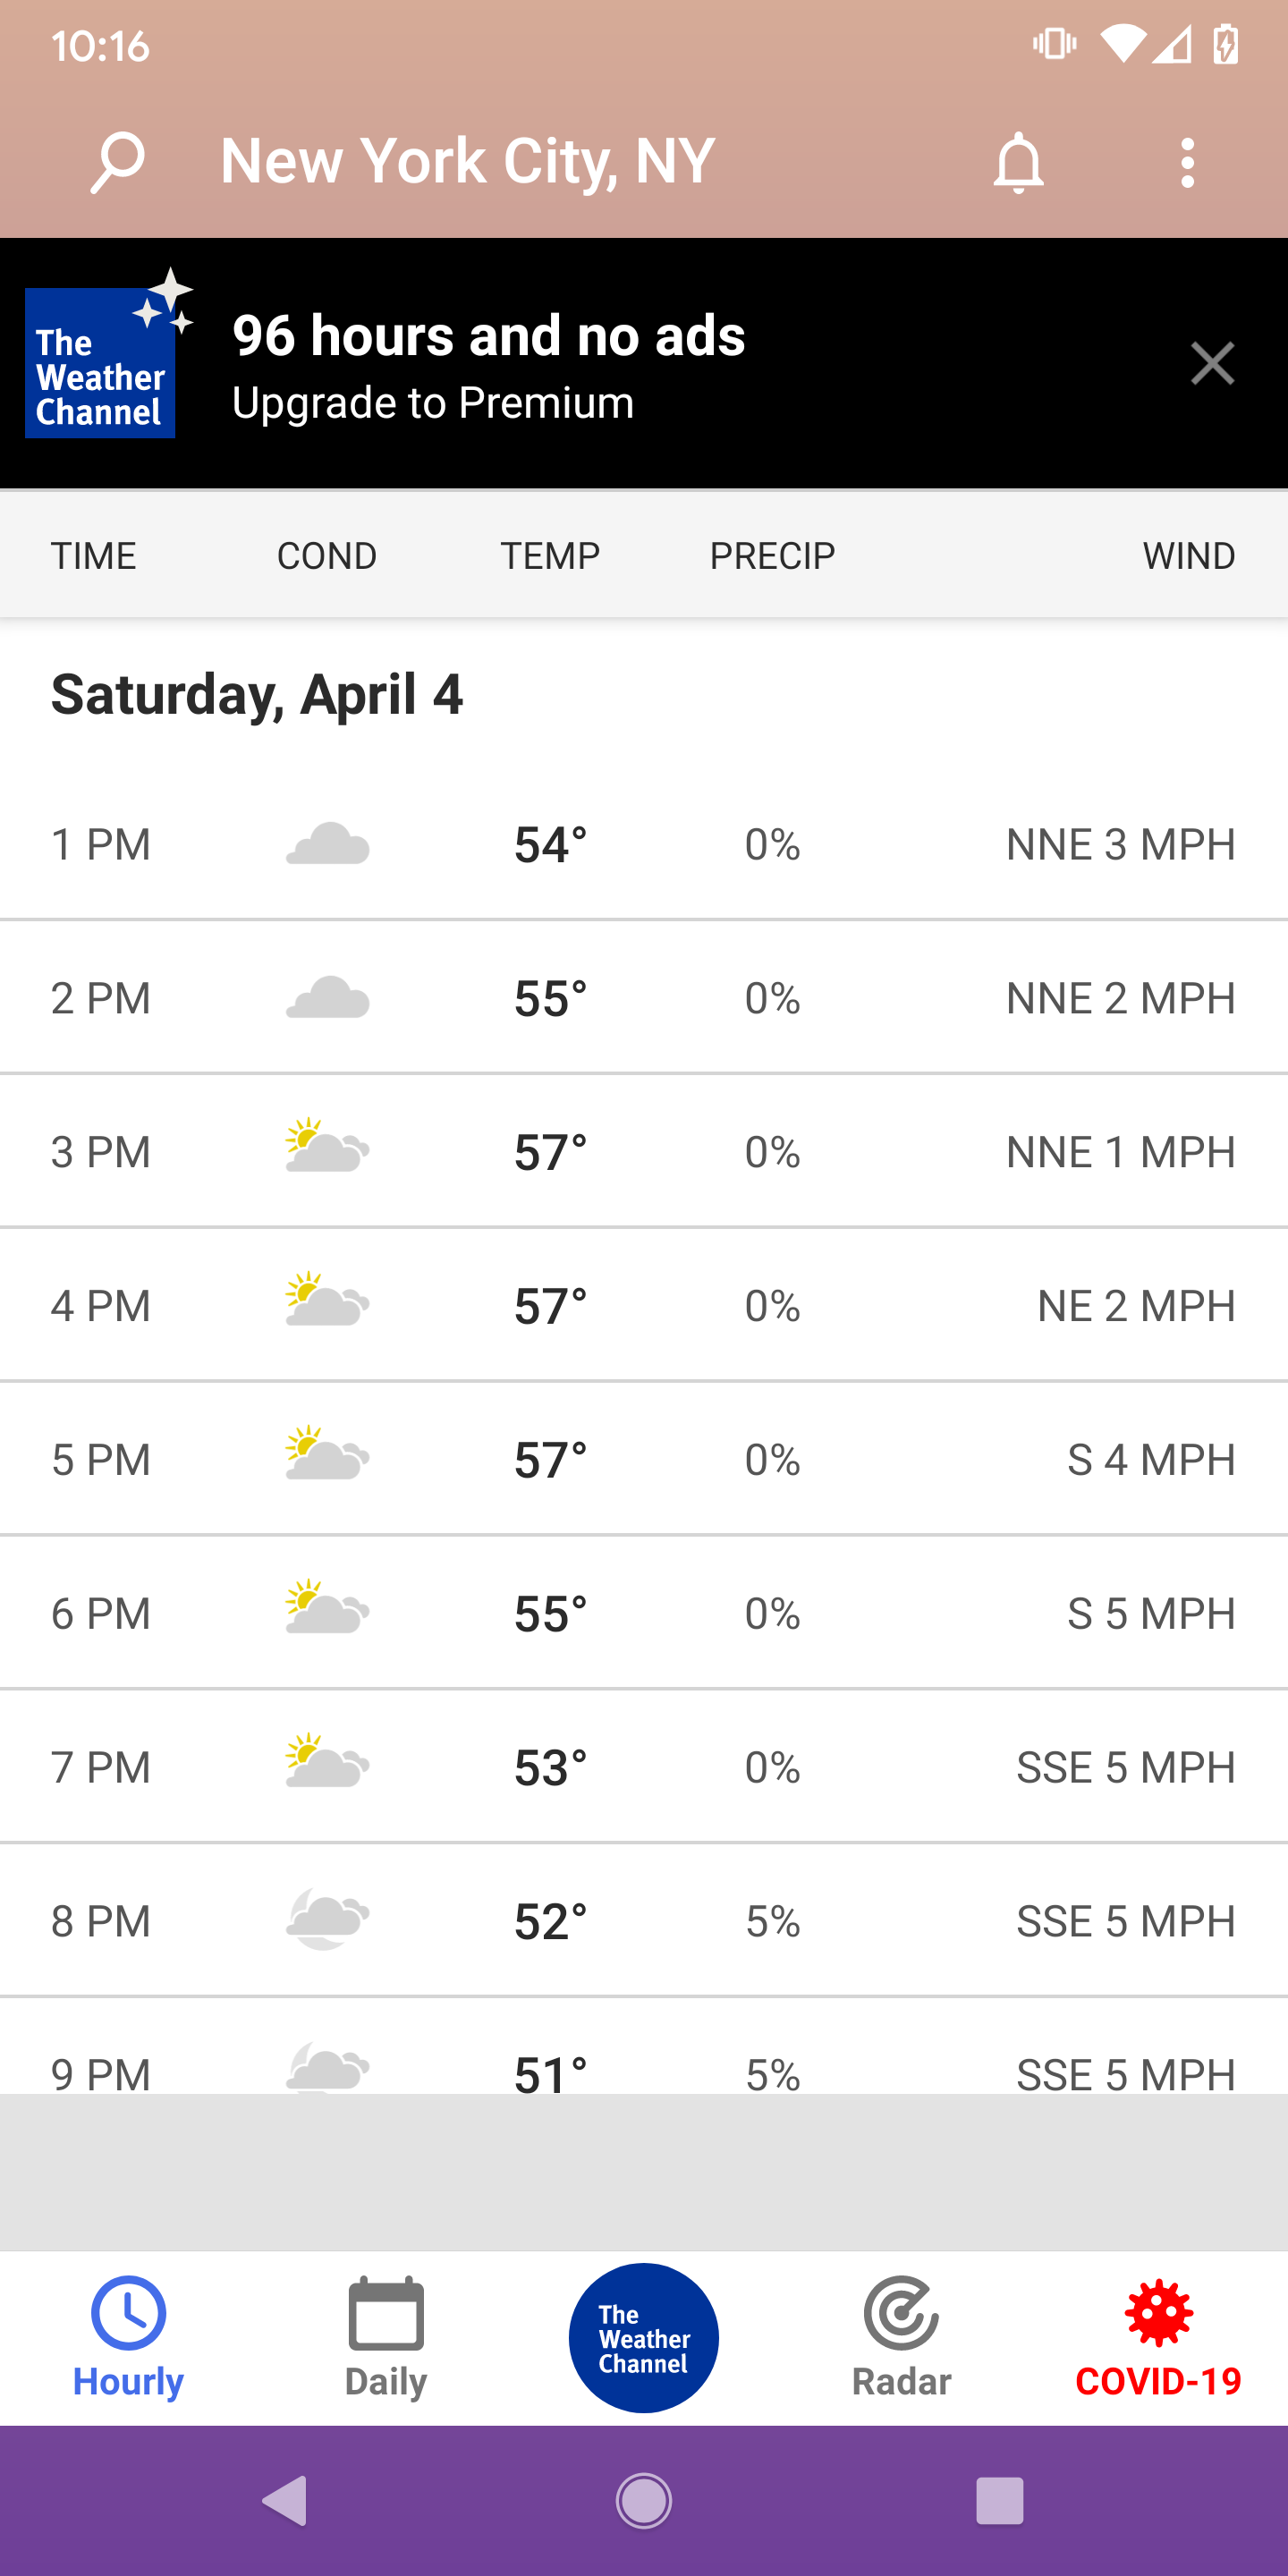 10:16
New York City, NY
The
Weather
Channel
96 hours and no ads
Upgrade to Premium
TIME COND TEMP PRECIP WIND
Saturday, April 4
1 PM 54° 0% NNE 3 MPH
2 PM 55° 0% NNE 2 MPH
3 PM 57° 0% NNE 1 MPH
4 PM 57° 0% NE 2 MPH
5 PM 57° 0% S 4 MPH
6 PM 55° 0% S 5 MPH
7 PM 53° 0% SSE 5 MPH
8 PM 52° 5% SSE 5 MPH
9 PM 51° 5% SSE 5 MPH
The
Weather
Channel
Hourly Daily Radar COVID-19